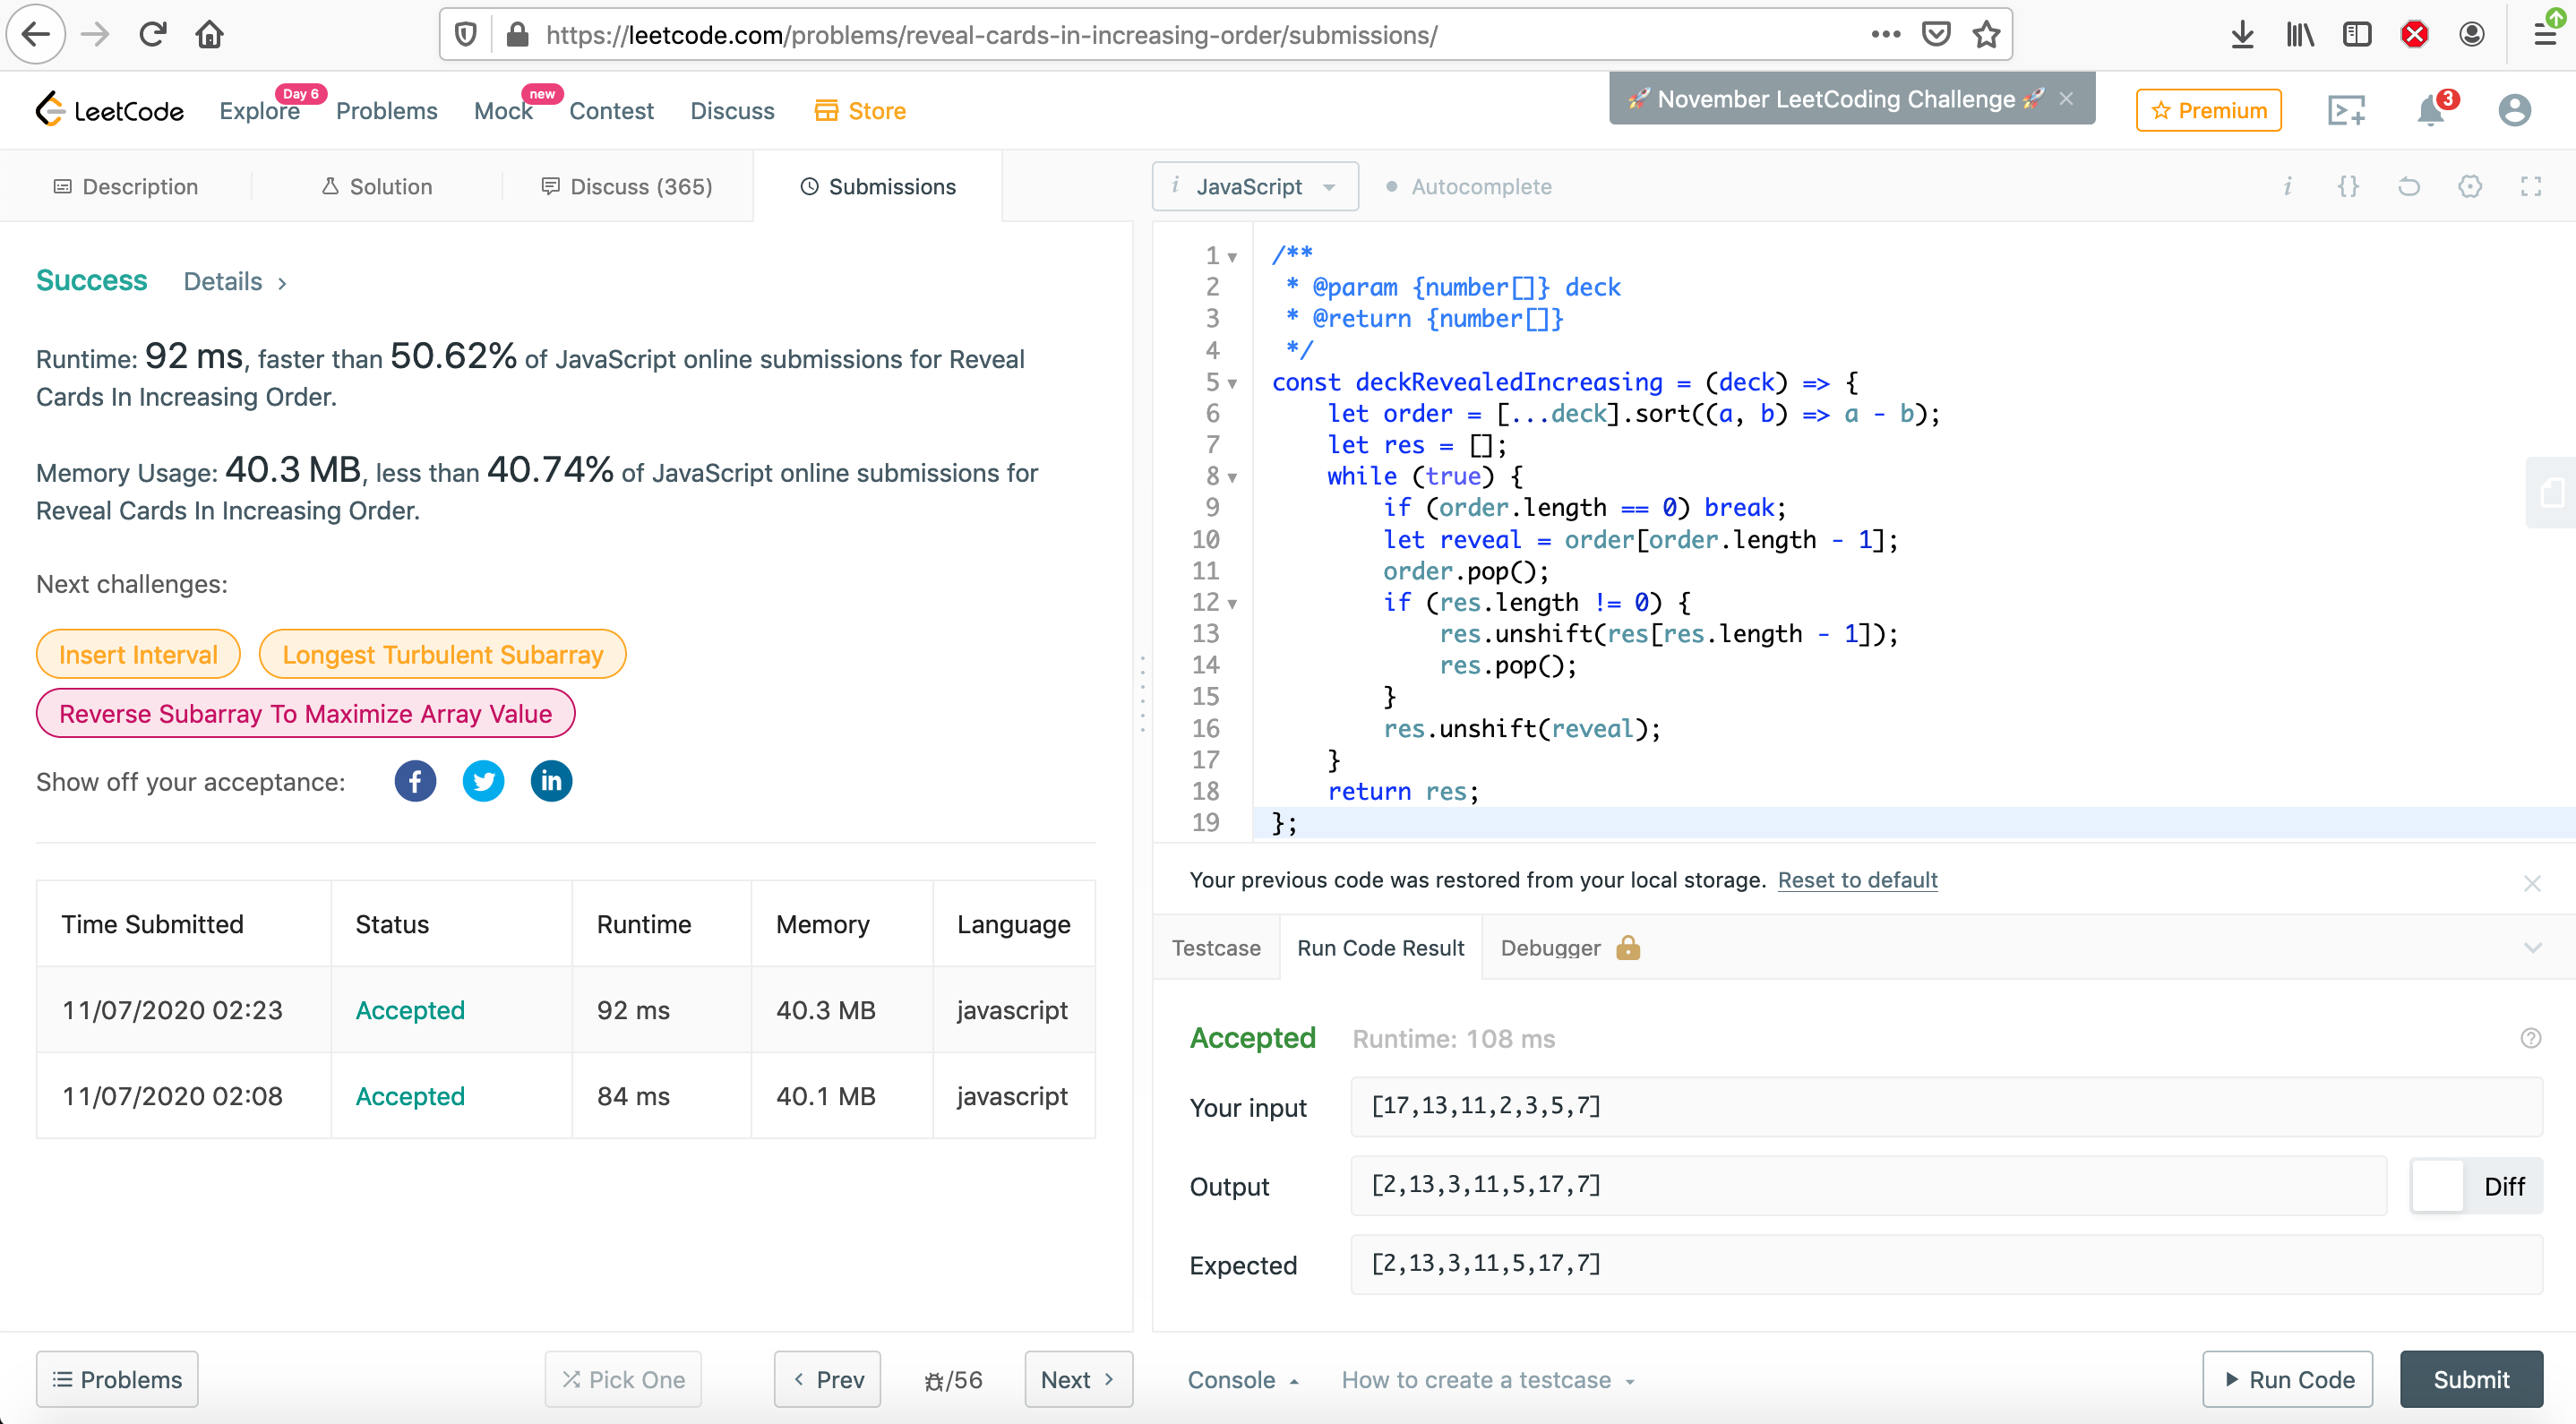 https://leetcode.com/problems/reveal-cards-in-increasing-order/submissions/
LeetCode
Explore
Day 6
Problems
Mock
new
Contest
Discuss
Store
🚀 November LeetCoding Challenge 🚀 ×
Premium
3
Description
Solution
Discuss (365)
Submissions
i JavaScript
Autocomplete
Success Details >
Runtime: 92 ms, faster than 50.62% of JavaScript online submissions for Reveal
Cards In Increasing Order.
Memory Usage: 40.3 MB, less than 40.74% of JavaScript online submissions for
Reveal Cards In Increasing Order.
Next challenges:
Insert Interval
Longest Turbulent Subarray
Reverse Subarray To Maximize Array Value
Show off your acceptance:
Time Submitted Status Runtime Memory Language
11/07/2020 02:23 Accepted 92 ms 40.3 MB javascript
11/07/2020 02:08 Accepted 84 ms 40.1 MB javascript
1 /**
2  * @param {number[]} deck
3  * @return {number[]}
4  */
5 const deckRevealedIncreasing = (deck) => {
6     let order = [...deck].sort((a, b) => a - b);
7     let res = [];
8     while (true) {
9         if (order.length == 0) break;
10         let reveal = order[order.length - 1];
11         order.pop();
12         if (res.length != 0) {
13             res.unshift(res[res.length - 1]);
14             res.pop();
15         }
16         res.unshift(reveal);
17     }
18     return res;
19 };
Your previous code was restored from your local storage. Reset to default
Testcase
Run Code Result
Debugger
Accepted Runtime: 108 ms
Your input [17,13,11,2,3,5,7]
Output [2,13,3,11,5,17,7]
Diff
Expected [2,13,3,11,5,17,7]
Problems
Pick One
Prev
/56
Next
Console
How to create a testcase
Run Code
Submit